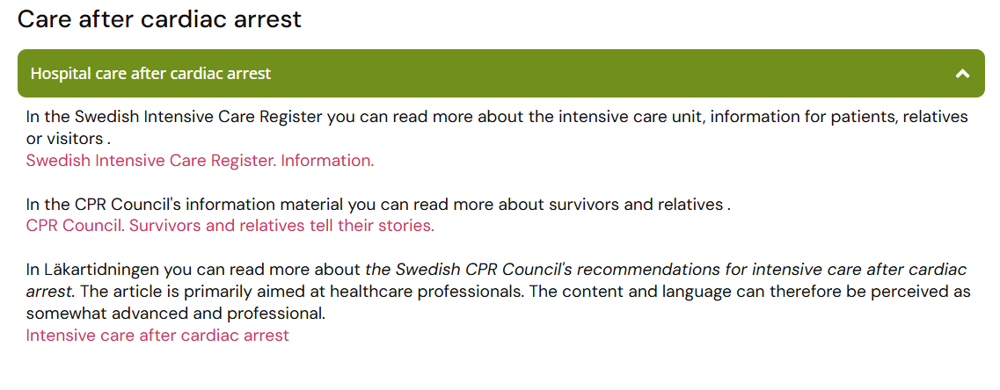 Care after cardiac arrest
Hospital care after cardiac arrest
In the Swedish Intensive Care Register you can read more about the intensive care unit, information for patients, relatives
or visitors .
Swedish Intensive Care Register. Information.
In the CPR Council's information material you can read more about survivors and relatives .
CPR Council. Survivors and relatives tell their stories.
In Läkartidningen you can read more about the Swedish CPR Council's recommendations for intensive care after cardiac
arrest. The article is primarily aimed at healthcare professionals. The content and language can therefore be perceived as
somewhat advanced and professional.
Intensive care after cardiac arrest